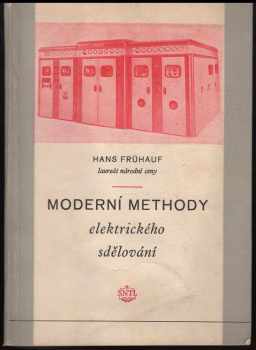 HANS FRÜHAUF
laureát národní ceny
MODERNÍ METHODY
elektrického
sdělování
SNTL